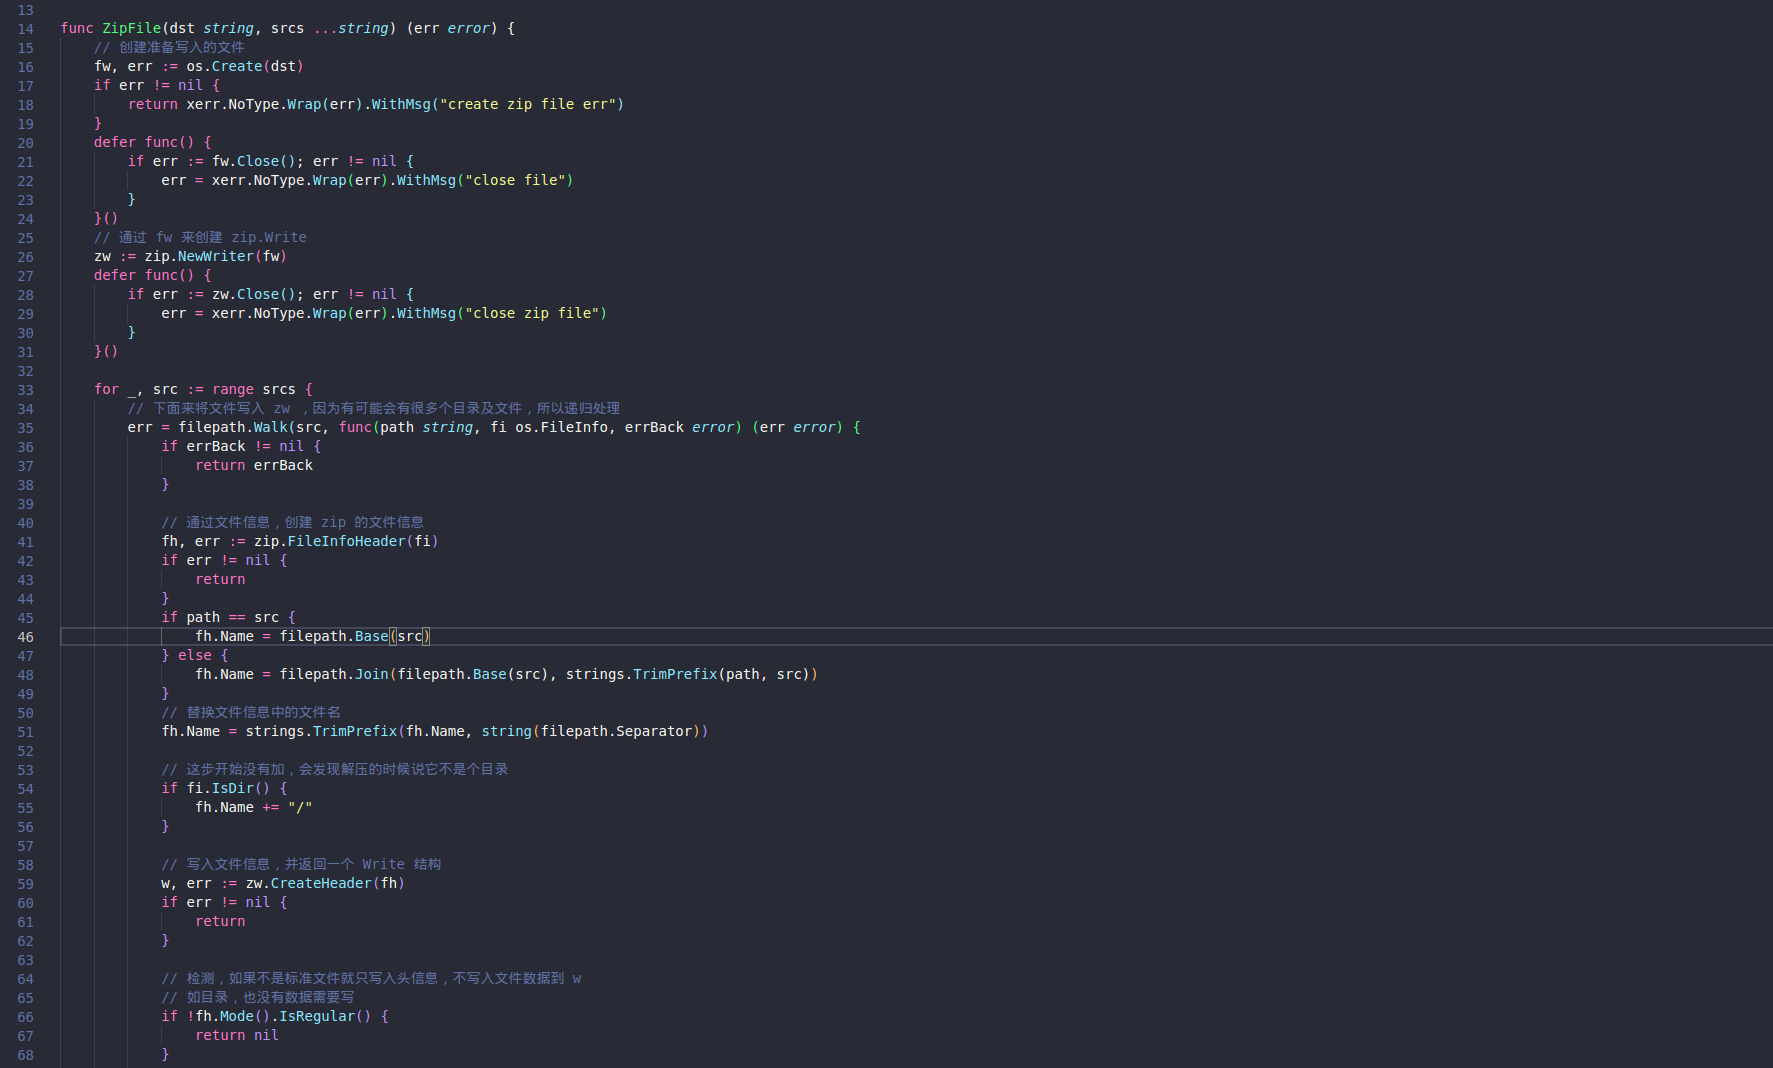 13
14 func ZipFile(dst string, srcs ...string) (err error) {
15 // 创建准备写入的文件
16 fw, err := os.Create(dst)
17 if err != nil {
18 return xerr.NoType.Wrap(err).WithMsg("create zip file err")
19 }
20 defer func() {
21 if err := fw.Close(); err != nil {
22 err = xerr.NoType.Wrap(err).WithMsg("close file")
23 }
24 }()
25 // 通过 fw 来创建 zip.Write
26 zw := zip.NewWriter(fw)
27 defer func() {
28 if err := zw.Close(); err != nil {
29 err = xerr.NoType.Wrap(err).WithMsg("close zip file")
30 }
31 }()
32
33 for _, src := range srcs {
34 // 下面来将文件写入 zw ，因为有可能会有很多个目录及文件，所以递归处理
35 err = filepath.Walk(src, func(path string, fi os.FileInfo, errBack error) (err error) {
36 if errBack != nil {
37 return errBack
38 }
39
40 // 通过文件信息，创建 zip 的文件信息
41 fh, err := zip.FileInfoHeader(fi)
42 if err != nil {
43 return
44 }
45 if path == src {
46 fh.Name = filepath.Base(src)
47 } else {
48 fh.Name = filepath.Join(filepath.Base(src), strings.TrimPrefix(path, src))
49 }
50 // 替换文件信息中的文件名
51 fh.Name = strings.TrimPrefix(fh.Name, string(filepath.Separator))
52
53 // 这步开始没有加，会发现解压的时候说它不是个目录
54 if fi.IsDir() {
55 fh.Name += "/"
56 }
57
58 // 写入文件信息，并返回一个 Write 结构
59 w, err := zw.CreateHeader(fh)
60 if err != nil {
61 return
62 }
63
64 // 检测，如果不是标准文件就只写入头信息，不写入文件数据到 w
65 // 如目录，也没有数据需要写
66 if !fh.Mode().IsRegular() {
67 return nil
68 }